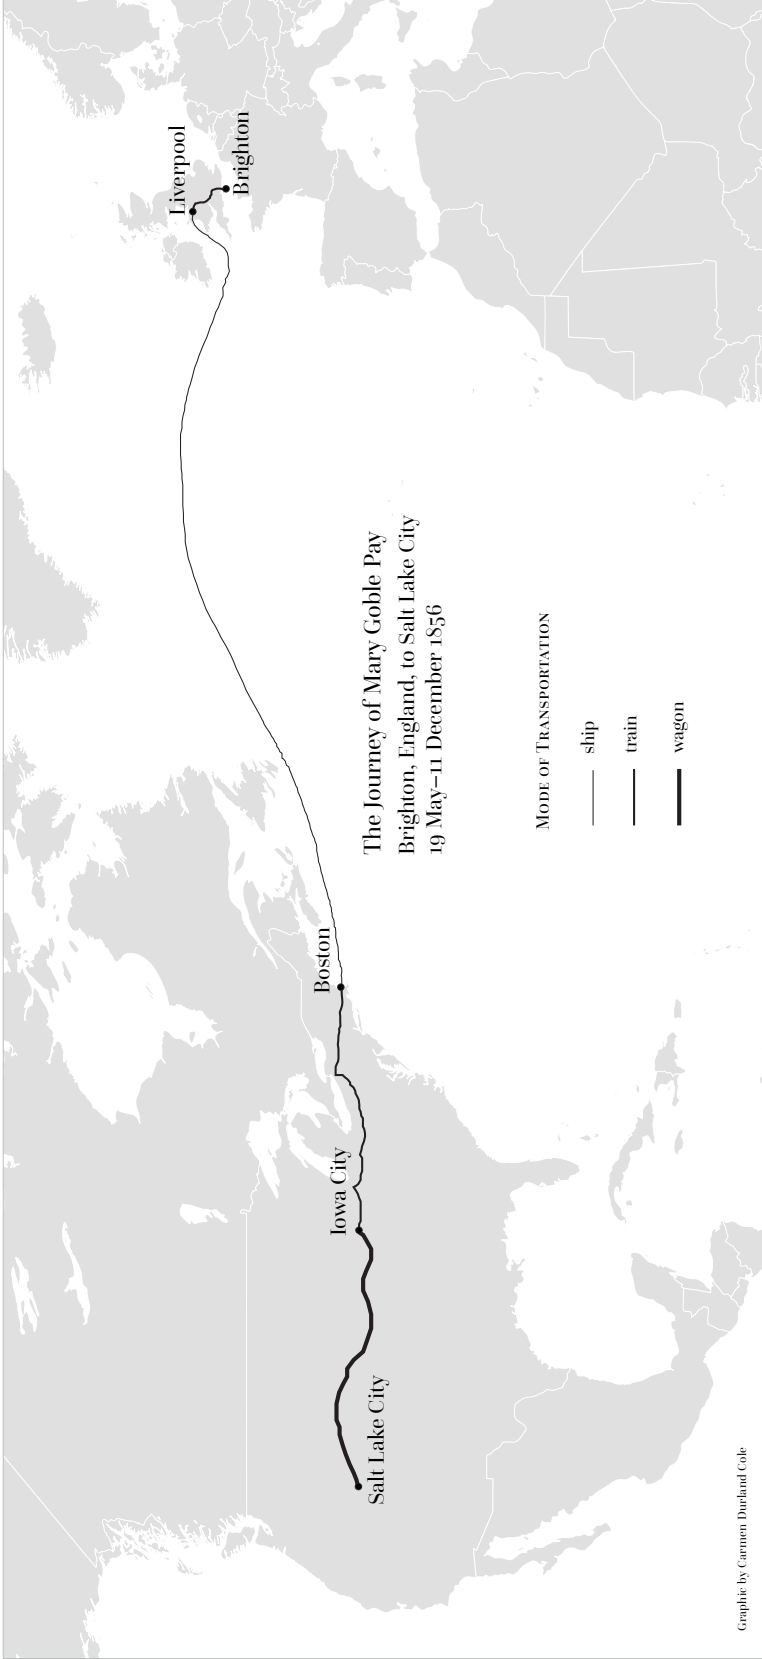 Liverpool
Brighton
Boston
Iowa City
Salt Lake City
The Journey of Mary Goble Pay
Brighton, England, to Salt Lake City
19 May–11 December 1856
Mode of Transportation
ship
train
wagon
Graphic by Carmen Durland Cole